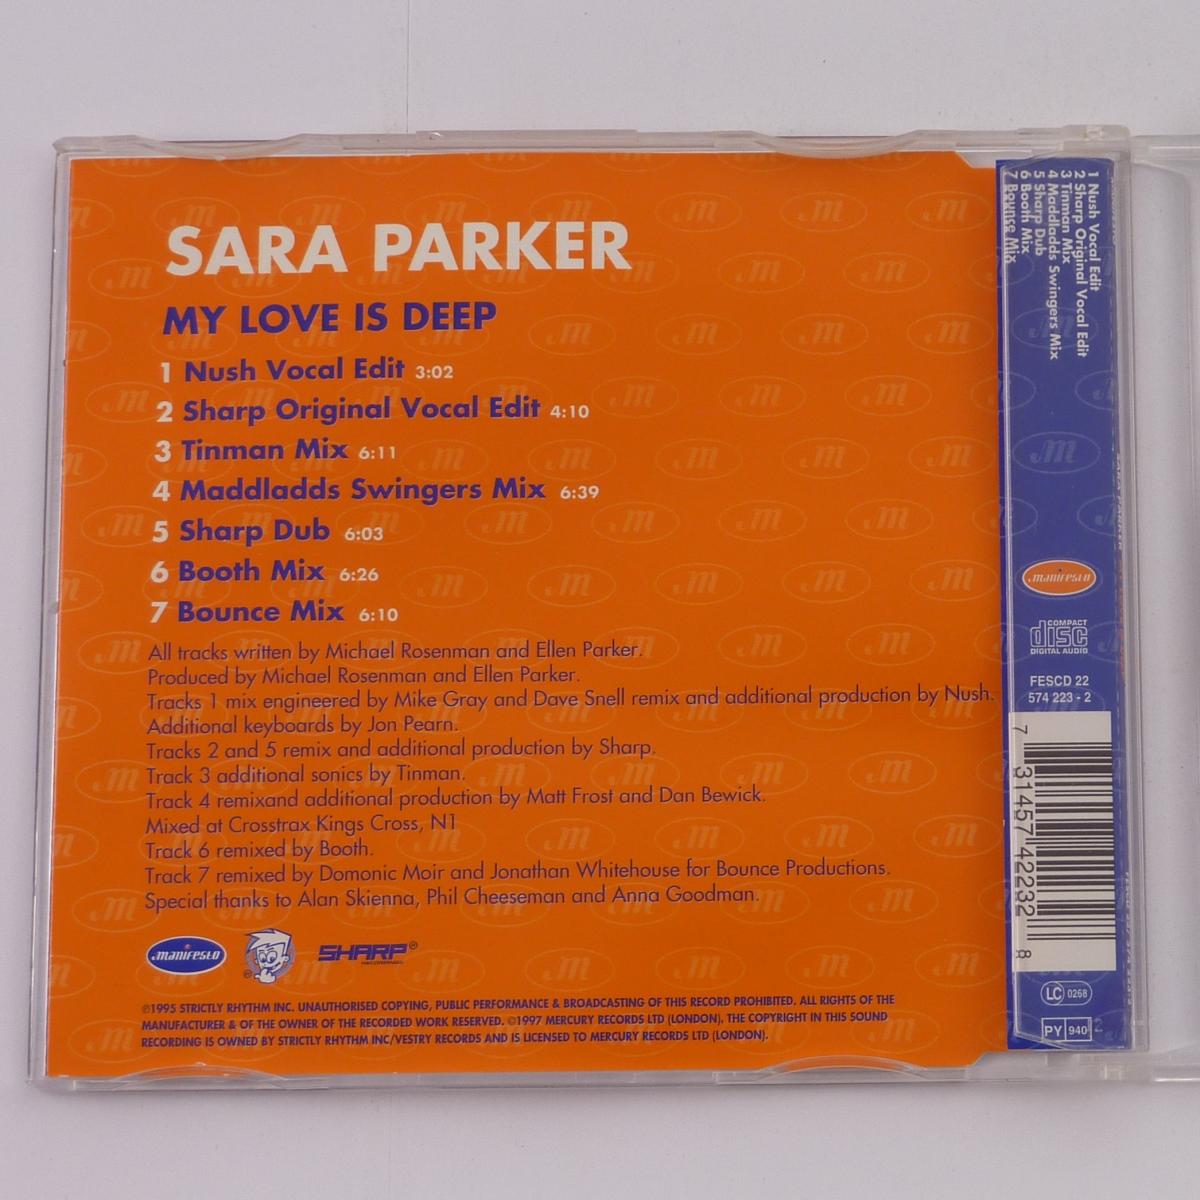 SARA PARKER
MY LOVE IS DEEP
1 Nush Vocal Edit 3:02
2 Sharp Original Vocal Edit 4:10
3 Tinman Mix 6:11
4 Maddladds Swingers Mix 6:39
5 Sharp Dub 6:03
6 Booth Mix 6:26
7 Bounce Mix 6:10
All tracks written by Michael Rosenman and Ellen Parker.
Produced by Michael Rosenman and Ellen Parker.
Tracks 1 mix engineered by Mike Gray and Dave Snell remix and additional production by Nush.
Additional keyboards by Jon Pearn.
Tracks 2 and 5 remix and additional production by Sharp.
Track 3 additional sonics by Tinman.
Track 4 remixand additional production by Matt Frost and Dan Bewick.
Mixed at Crosstrax Kings Cross, N1
Track 6 remixed by Booth.
Track 7 remixed by Domonic Moir and Jonathan Whitehouse for Bounce Productions.
Special thanks to Alan Skienna, Phil Cheeseman and Anna Goodman.
manifesto
SHARP®
℗1995 STRICTLY RHYTHM INC. UNAUTHORISED COPYING, PUBLIC PERFORMANCE & BROADCASTING OF THIS RECORD PROHIBITED. ALL RIGHTS OF THE
MANUFACTURER & OF THE OWNER OF THE RECORDED WORK RESERVED. ©1997 MERCURY RECORDS LTD (LONDON). THE COPYRIGHT IN THIS SOUND
RECORDING IS OWNED BY STRICTLY RHYTHM INC/VESTRY RECORDS AND IS LICENSED TO MERCURY RECORDS LTD (LONDON).
1 Nush Vocal Edit
2 Sharp Original Vocal Edit
3 Tinman Mix
4 Maddladds Swingers Mix
5 Sharp Dub
6 Booth Mix
7 Bounce Mix
manifesto
COMPACT
disc
DIGITAL AUDIO
FESCD 22
574 223 - 2
7 31457 42232 8
LC 0268
PY 940